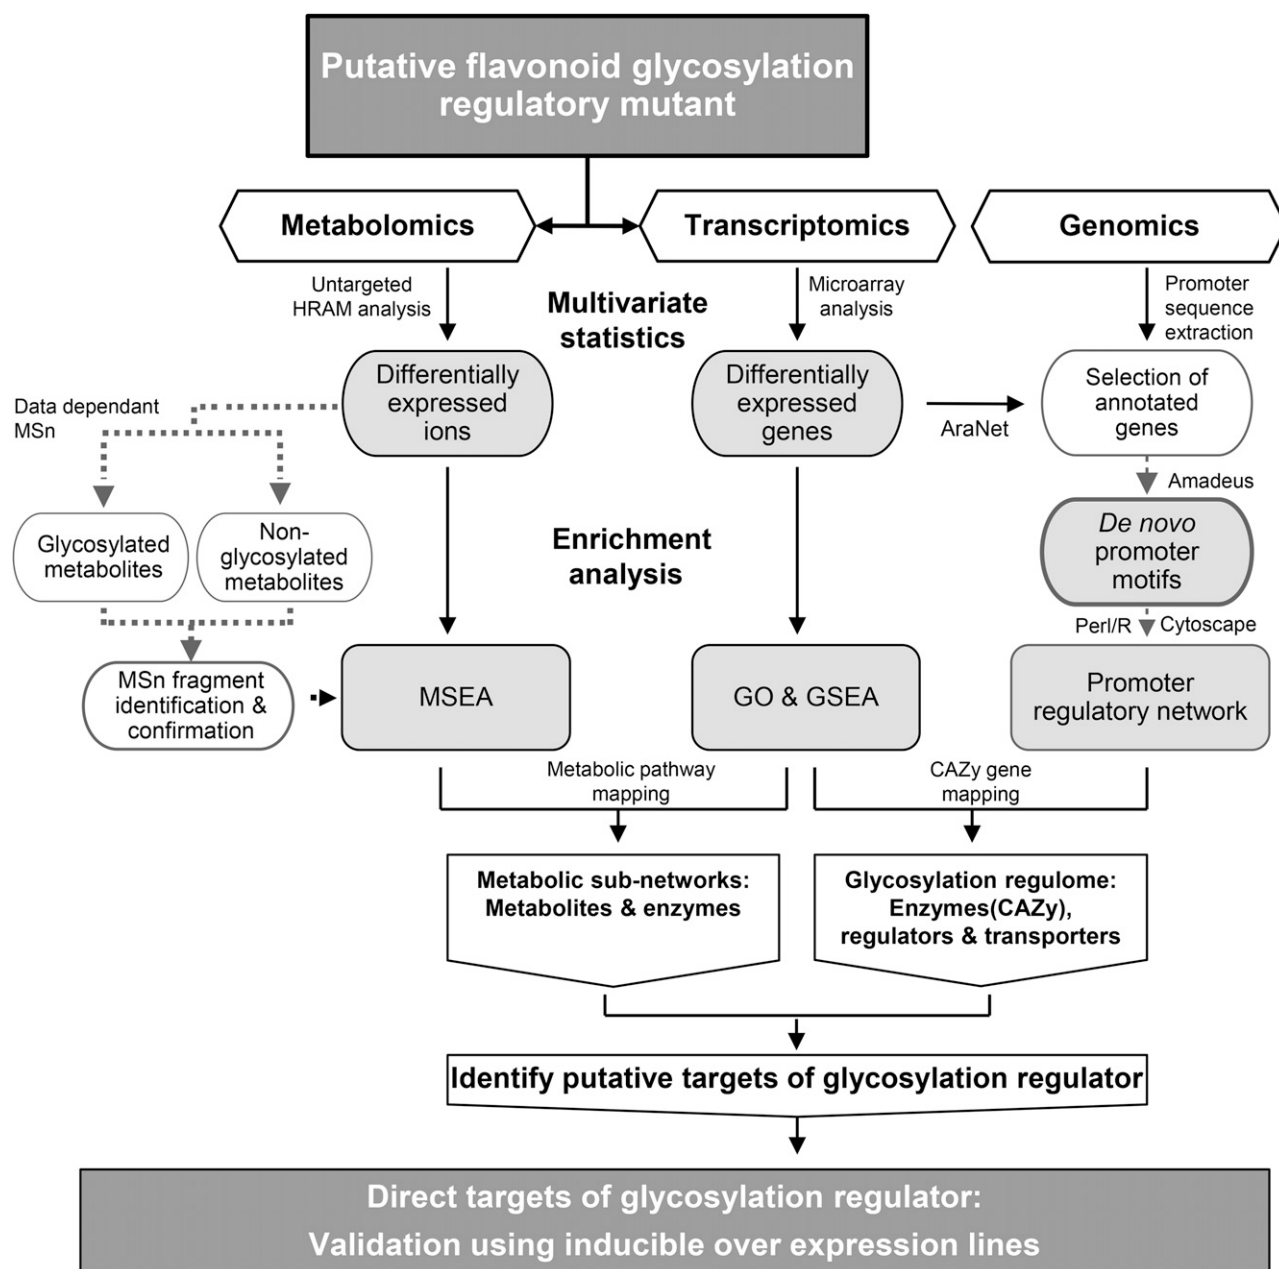 Putative flavonoid glycosylation
regulatory mutant
Metabolomics
Transcriptomics
Genomics
Untargeted
HRAM analysis
Multivariate
statistics
Microarray
analysis
Promoter
sequence
extraction
Differentially
expressed
ions
Differentially
expressed
genes
AraNet
Selection of
annotated
genes
Data dependant
MSn
Amadeus
Glycosylated
metabolites
Non-
glycosylated
metabolites
Enrichment
analysis
De novo
promoter
motifs
Perl/R
Cytoscape
MSn fragment
identification &
confirmation
MSEA
GO & GSEA
Promoter
regulatory network
Metabolic pathway
mapping
CAZy gene
mapping
Metabolic sub-networks:
Metabolites & enzymes
Glycosylation regulome:
Enzymes(CAZy),
regulators & transporters
Identify putative targets of glycosylation regulator
Direct targets of glycosylation regulator:
Validation using inducible over expression lines